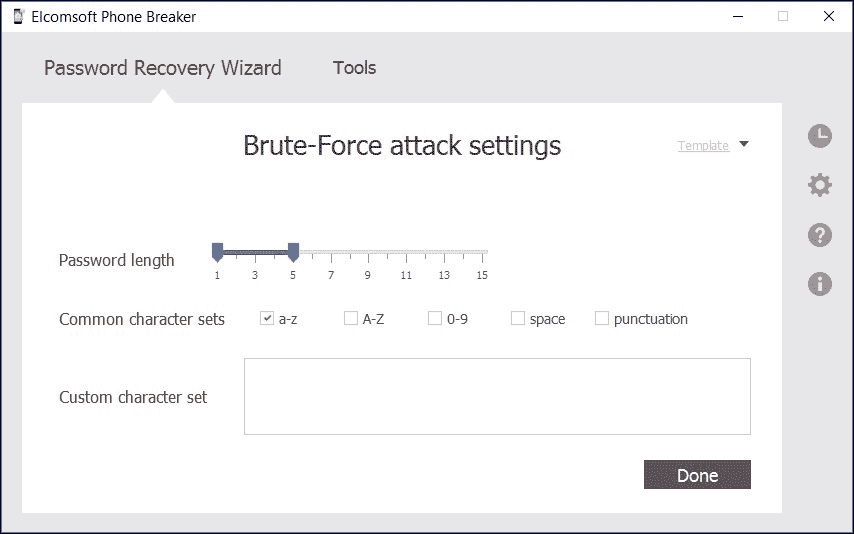 Elcomsoft Phone Breaker
Password Recovery Wizard Tools
Brute-Force attack settings
Template
Password length
1 3 5 7 9 11 13 15
Common character sets a-z A-Z 0-9 space punctuation
Custom character set
Done